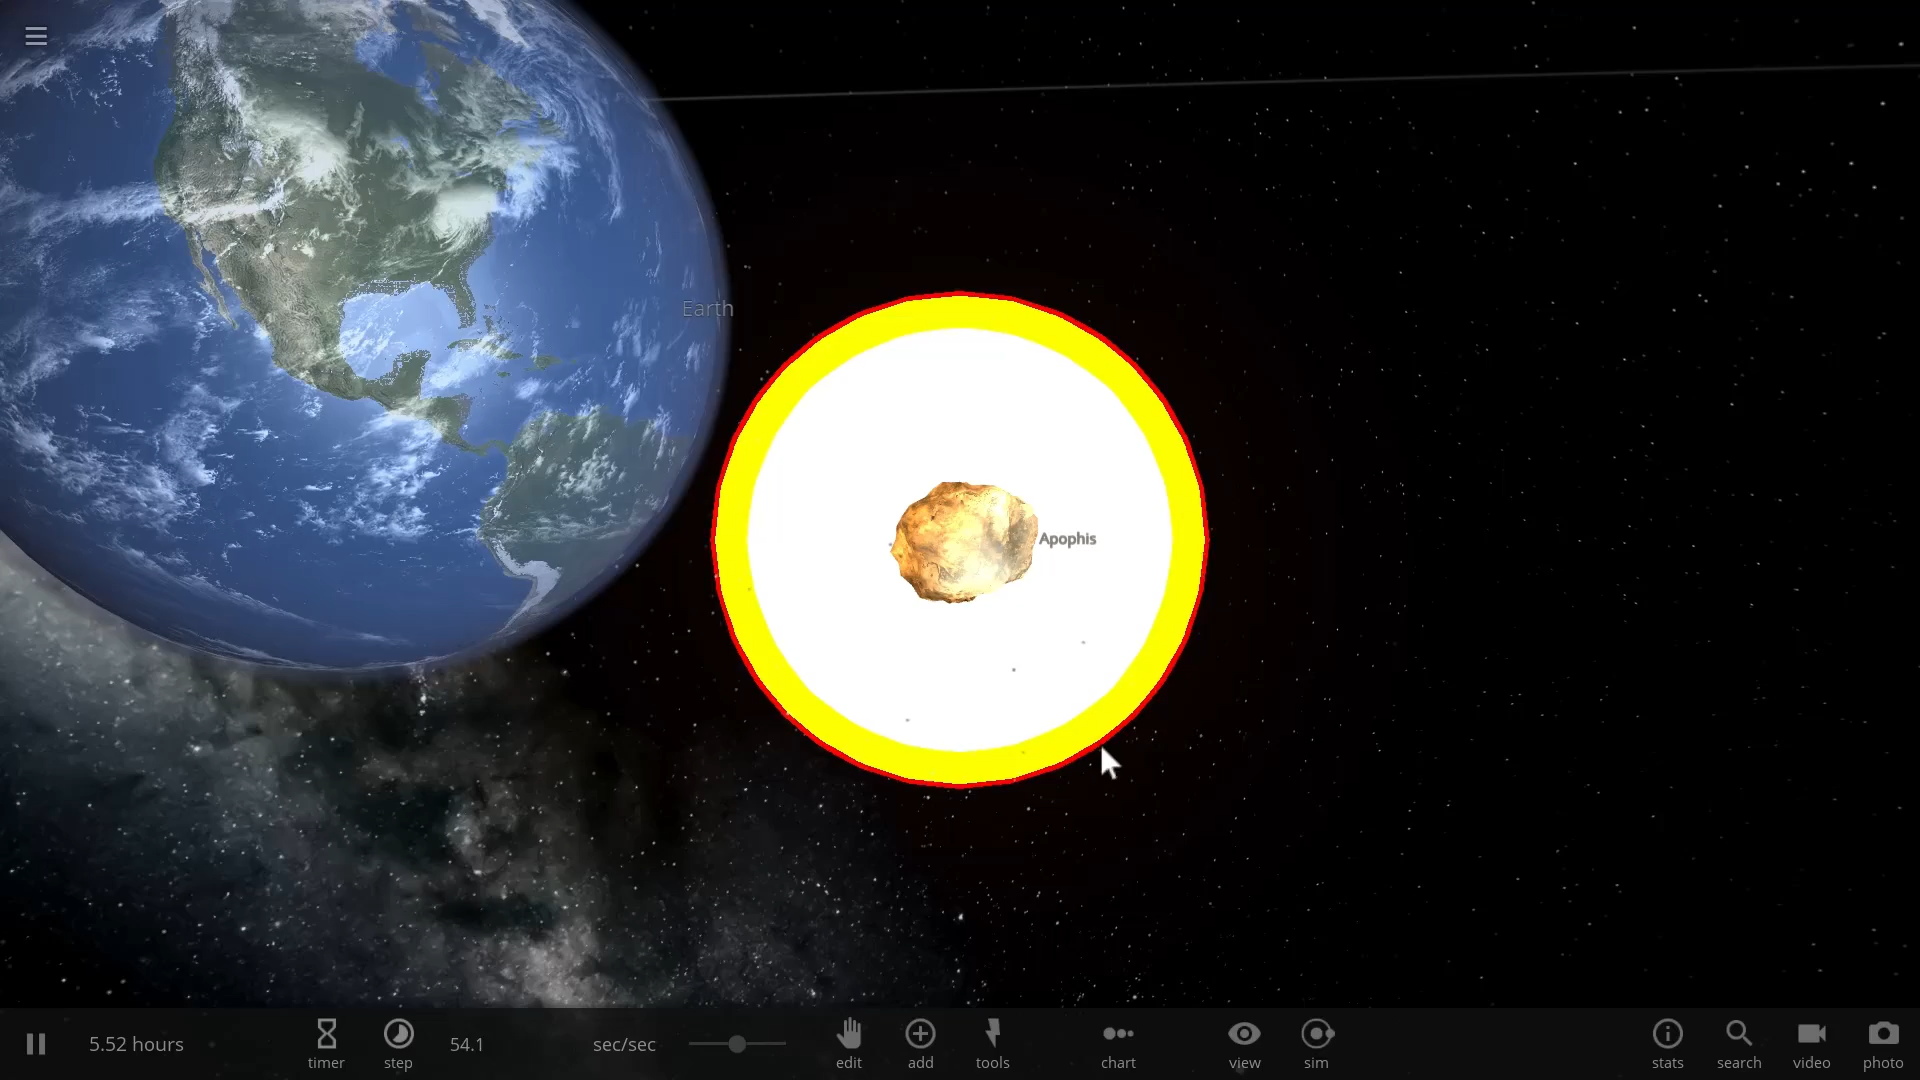 Earth
Apophis
5.52 hours
timer
step
54.1
sec/sec
edit
add
tools
chart
view
sim
stats
search
video
photo